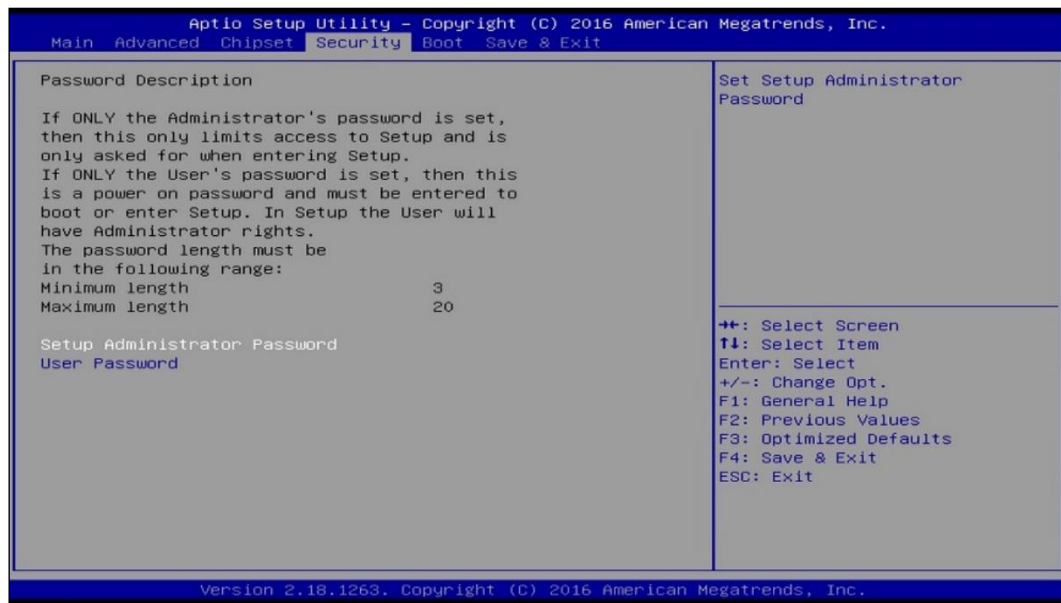 Aptio Setup Utility – Copyright (C) 2016 American Megatrends, Inc.
Main Advanced Chipset Security Boot Save & Exit
Password Description
If ONLY the Administrator's password is set,
then this only limits access to Setup and is
only asked for when entering Setup.
If ONLY the User's password is set, then this
is a power on password and must be entered to
boot or enter Setup. In Setup the User will
have Administrator rights.
The password length must be
in the following range:
Minimum length 3
Maximum length 20
Setup Administrator Password
User Password
Set Setup Administrator
Password
→←: Select Screen
↑↓: Select Item
Enter: Select
+/-: Change Opt.
F1: General Help
F2: Previous Values
F3: Optimized Defaults
F4: Save & Exit
ESC: Exit
Version 2.18.1263. Copyright (C) 2016 American Megatrends, Inc.